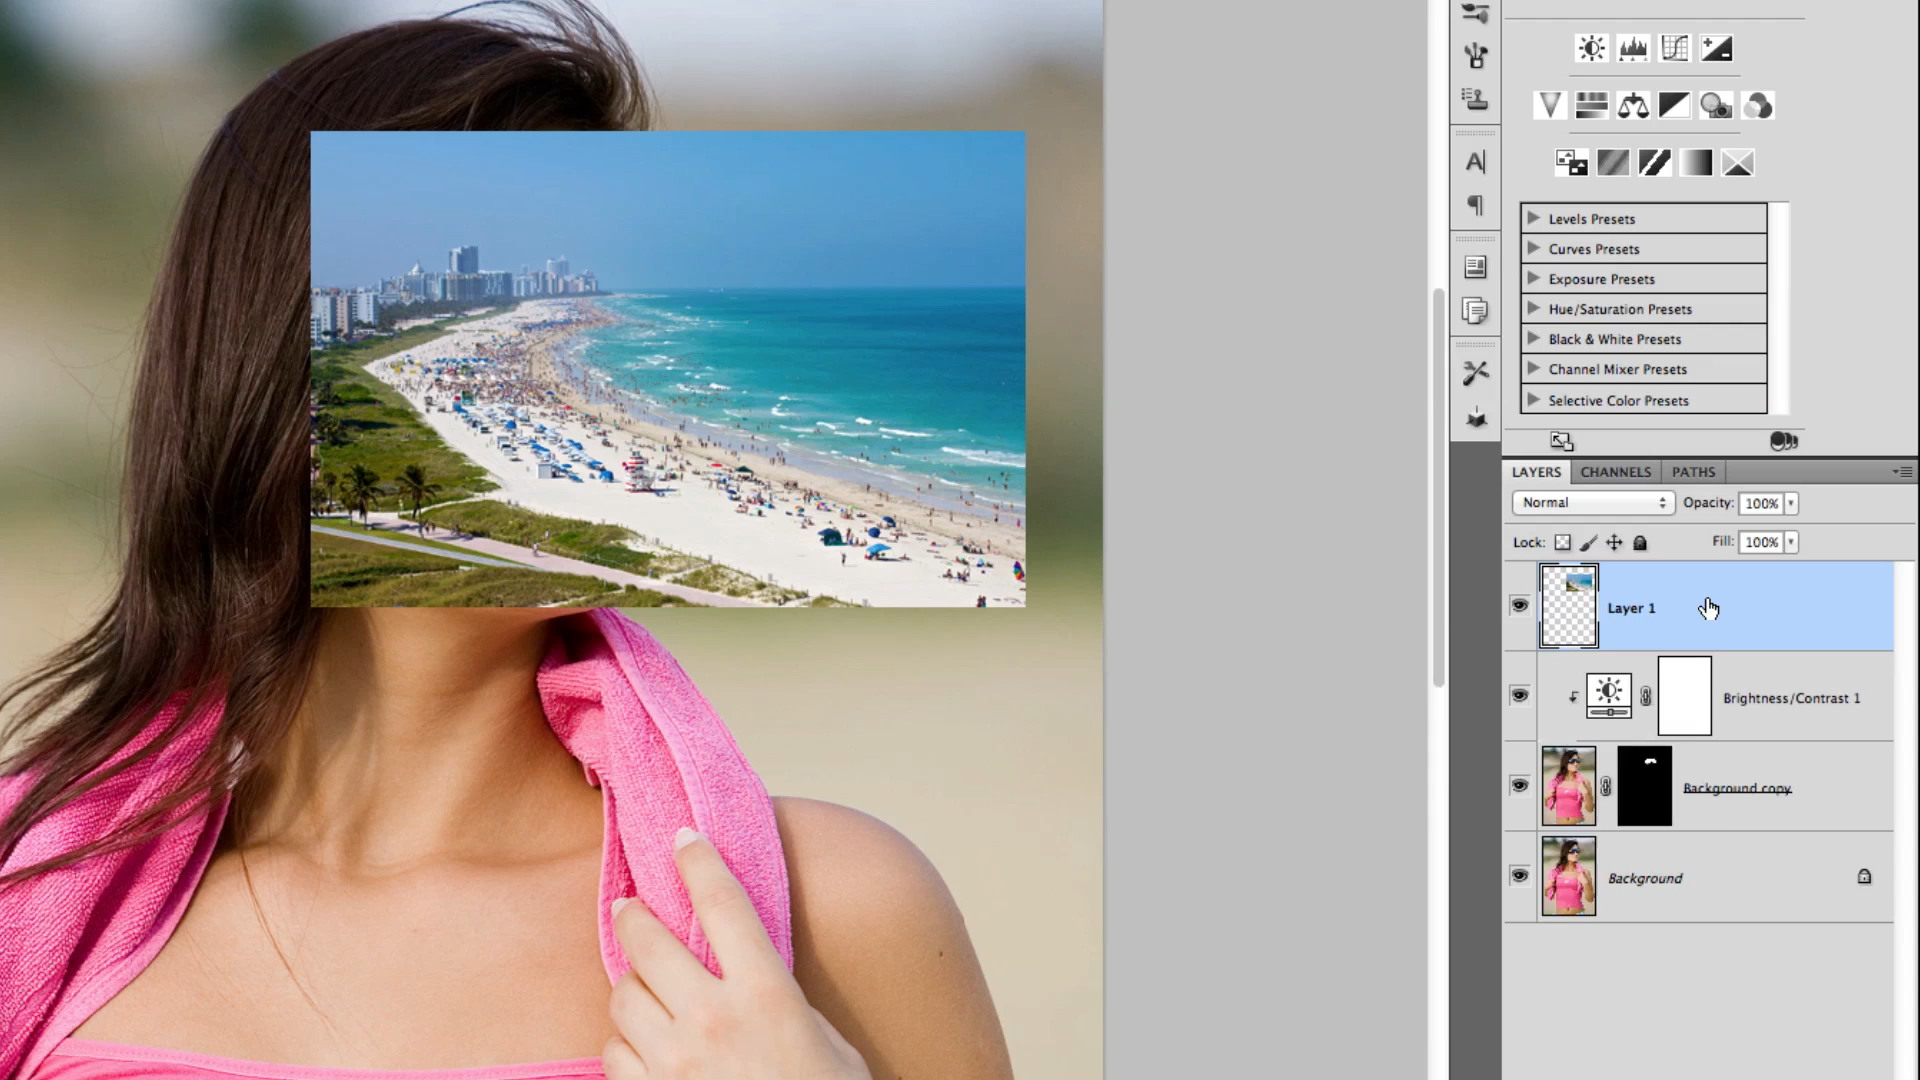 A
Levels Presets
Curves Presets
Exposure Presets
Hue/Saturation Presets
Black & White Presets
Channel Mixer Presets
Selective Color Presets
LAYERS CHANNELS PATHS
Normal Opacity: 100%
Lock: Fill: 100%
Layer 1
Brightness/Contrast 1
Background copy
Background